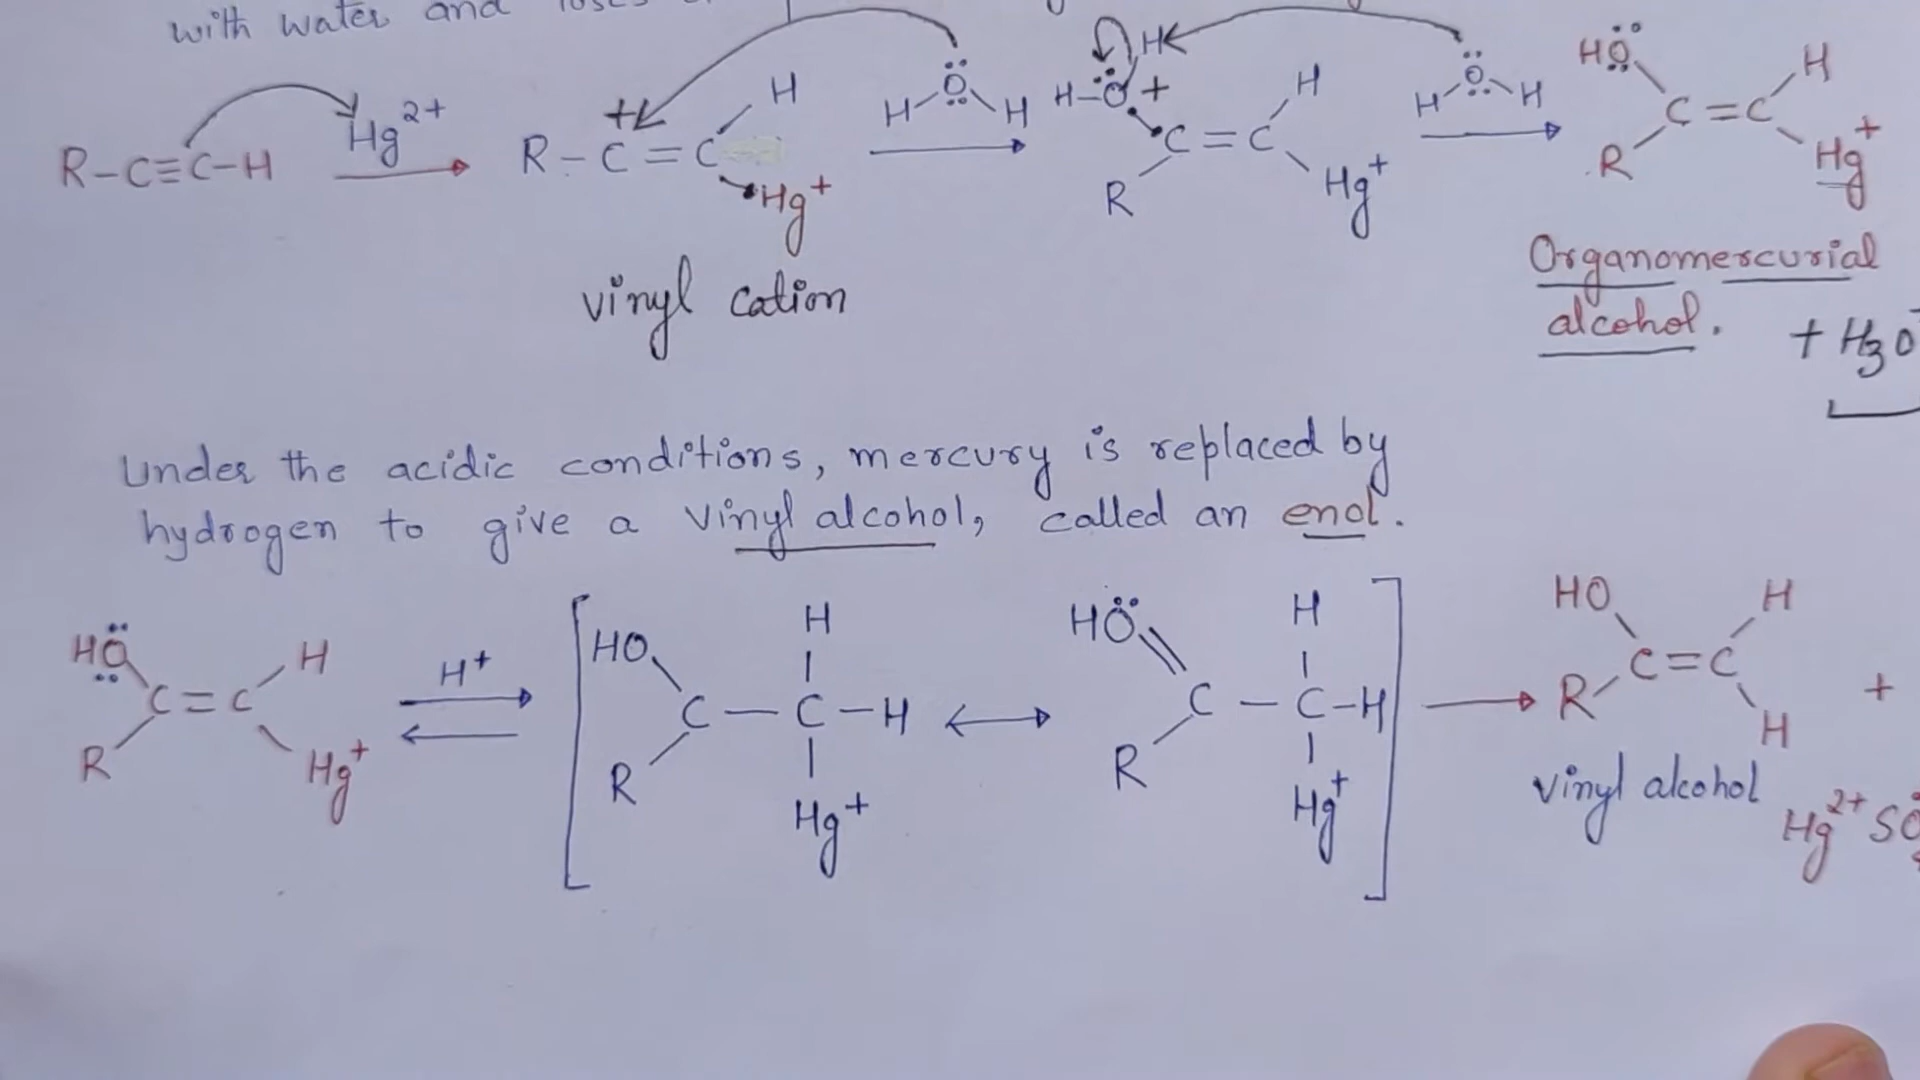 with water and loses
R-C≡C-H Hg2+ R-C=C H Hg+ + H-O-H H-O-H + C=C R H Hg+ H-O-H HO C=C H R Hg+
vinyl cation
Organomercurial
alcohol. + H3O
Under the acidic conditions, mercury is replaced by
hydrogen to give a vinyl alcohol, called an enol.
HO C=C H R Hg+ H+ [HO C-C-H R H Hg+ ↔ HO=C-C-H R H Hg+] HO C=C H R H +
vinyl alcohol Hg2+ SO